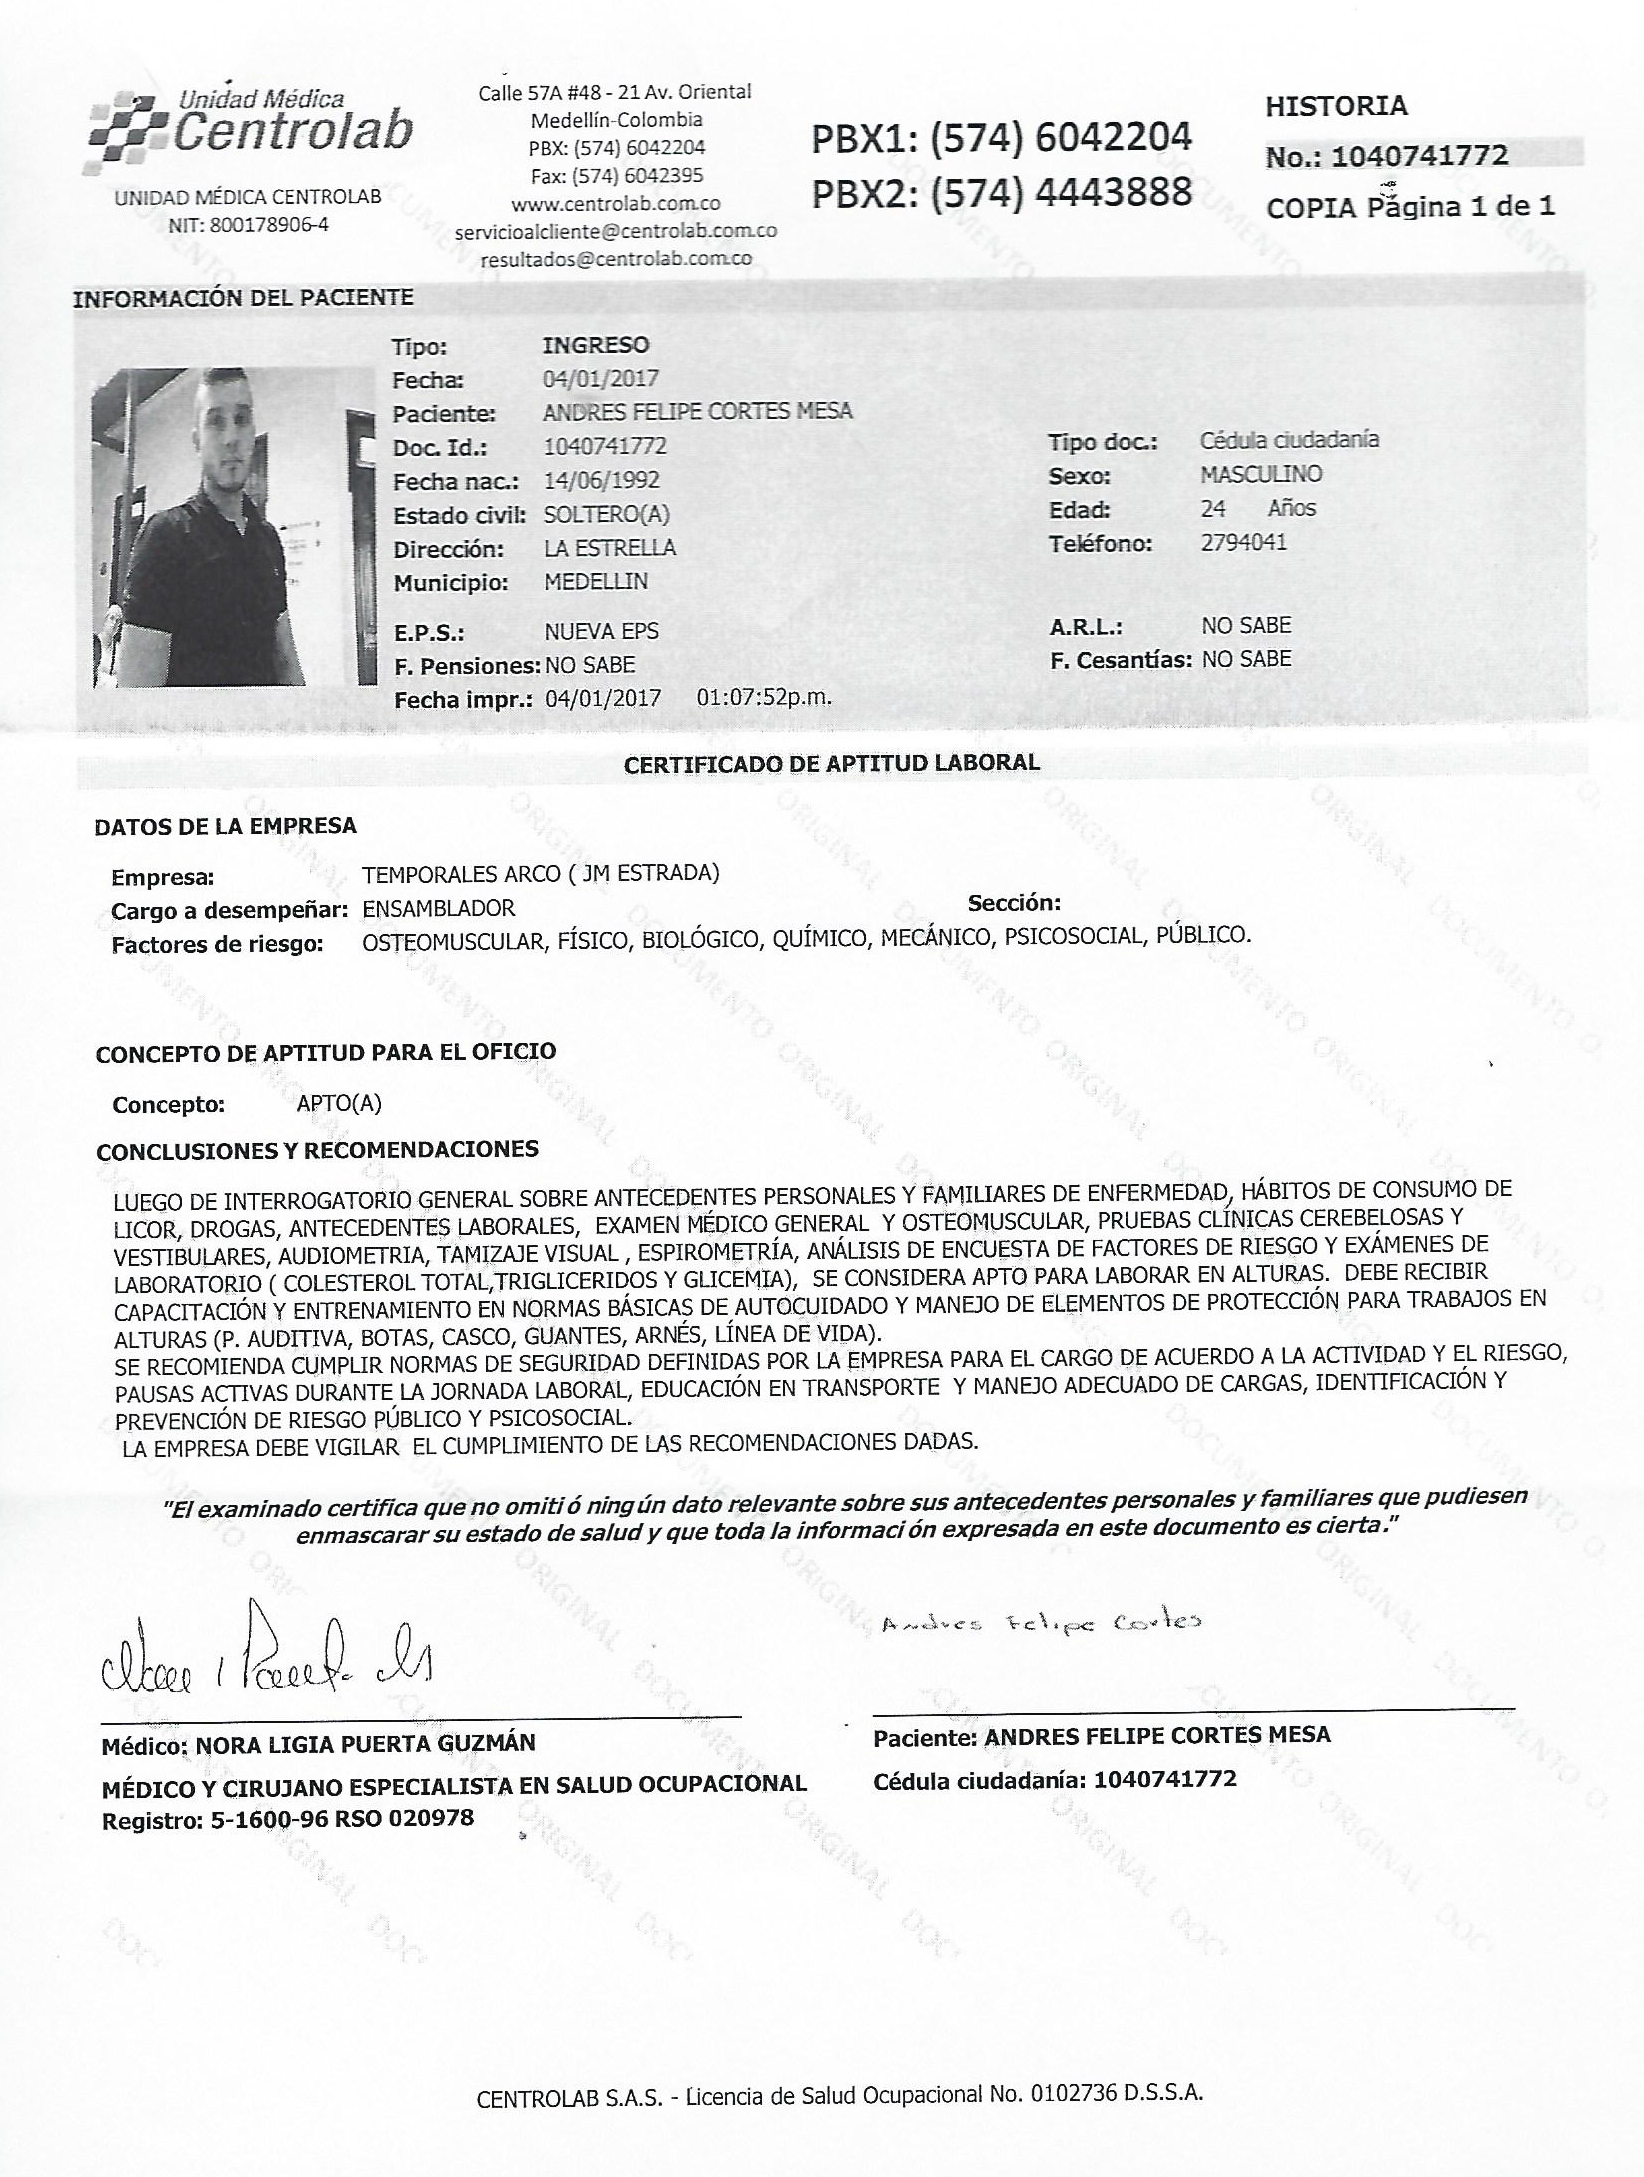 Unidad Médica
Centrolab
UNIDAD MÉDICA CENTROLAB
NIT: 800178906-4
Calle 57A #48 - 21 Av. Oriental
Medellín-Colombia
PBX: (574) 6042204
Fax: (574) 6042395
www.centrolab.com.co
servicioalcliente@centrolab.com.co
resultados@centrolab.com.co
PBX1: (574) 6042204
PBX2: (574) 4443888
HISTORIA
No.: 1040741772
COPIA Página 1 de 1
INFORMACIÓN DEL PACIENTE
Tipo: INGRESO
Fecha: 04/01/2017
Paciente: ANDRES FELIPE CORTES MESA
Doc. Id.: 1040741772 Tipo doc.: Cédula ciudadanía
Fecha nac.: 14/06/1992 Sexo: MASCULINO
Estado civil: SOLTERO(A) Edad: 24 Años
Dirección: LA ESTRELLA Teléfono: 2794041
Municipio: MEDELLIN
E.P.S.: NUEVA EPS A.R.L.: NO SABE
F. Pensiones: NO SABE F. Cesantías: NO SABE
Fecha impr.: 04/01/2017 01:07:52p.m.
CERTIFICADO DE APTITUD LABORAL
DATOS DE LA EMPRESA
Empresa: TEMPORALES ARCO ( JM ESTRADA)
Cargo a desempeñar: ENSAMBLADOR Sección:
Factores de riesgo: OSTEOMUSCULAR, FÍSICO, BIOLÓGICO, QUÍMICO, MECÁNICO, PSICOSOCIAL, PÚBLICO.
CONCEPTO DE APTITUD PARA EL OFICIO
Concepto: APTO(A)
CONCLUSIONES Y RECOMENDACIONES
LUEGO DE INTERROGATORIO GENERAL SOBRE ANTECEDENTES PERSONALES Y FAMILIARES DE ENFERMEDAD, HÁBITOS DE CONSUMO DE
LICOR, DROGAS, ANTECEDENTES LABORALES, EXAMEN MÉDICO GENERAL Y OSTEOMUSCULAR, PRUEBAS CLÍNICAS CEREBELOSAS Y
VESTIBULARES, AUDIOMETRIA, TAMIZAJE VISUAL , ESPIROMETRÍA, ANÁLISIS DE ENCUESTA DE FACTORES DE RIESGO Y EXÁMENES DE
LABORATORIO ( COLESTEROL TOTAL,TRIGLICERIDOS Y GLICEMIA), SE CONSIDERA APTO PARA LABORAR EN ALTURAS. DEBE RECIBIR
CAPACITACIÓN Y ENTRENAMIENTO EN NORMAS BÁSICAS DE AUTOCUIDADO Y MANEJO DE ELEMENTOS DE PROTECCIÓN PARA TRABAJOS EN
ALTURAS (P. AUDITIVA, BOTAS, CASCO, GUANTES, ARNÉS, LÍNEA DE VIDA).
SE RECOMIENDA CUMPLIR NORMAS DE SEGURIDAD DEFINIDAS POR LA EMPRESA PARA EL CARGO DE ACUERDO A LA ACTIVIDAD Y EL RIESGO,
PAUSAS ACTIVAS DURANTE LA JORNADA LABORAL, EDUCACIÓN EN TRANSPORTE Y MANEJO ADECUADO DE CARGAS, IDENTIFICACIÓN Y
PREVENCIÓN DE RIESGO PÚBLICO Y PSICOSOCIAL.
LA EMPRESA DEBE VIGILAR EL CUMPLIMIENTO DE LAS RECOMENDACIONES DADAS.
"El examinado certifica que no omitió ningún dato relevante sobre sus antecedentes personales y familiares que pudiesen
enmascarar su estado de salud y que toda la información expresada en este documento es cierta."
Andres Felipe Cortes
Médico: NORA LIGIA PUERTA GUZMÁN
MÉDICO Y CIRUJANO ESPECIALISTA EN SALUD OCUPACIONAL
Registro: 5-1600-96 RSO 020978
Paciente: ANDRES FELIPE CORTES MESA
Cédula ciudadanía: 1040741772
CENTROLAB S.A.S. - Licencia de Salud Ocupacional No. 0102736 D.S.S.A.